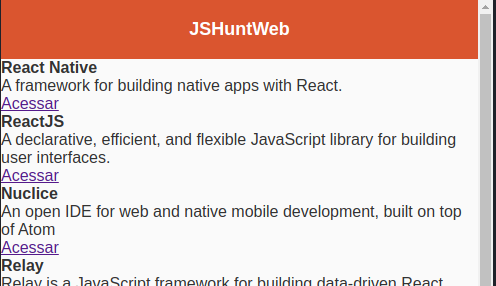 JSHuntWeb
React Native
A framework for building native apps with React.
Acessar
ReactJS
A declarative, efficient, and flexible JavaScript library for building
user interfaces.
Acessar
Nuclice
An open IDE for web and native mobile development, built on top
of Atom
Acessar
Relay
Relay is a JavaScript framework for building data-driven React